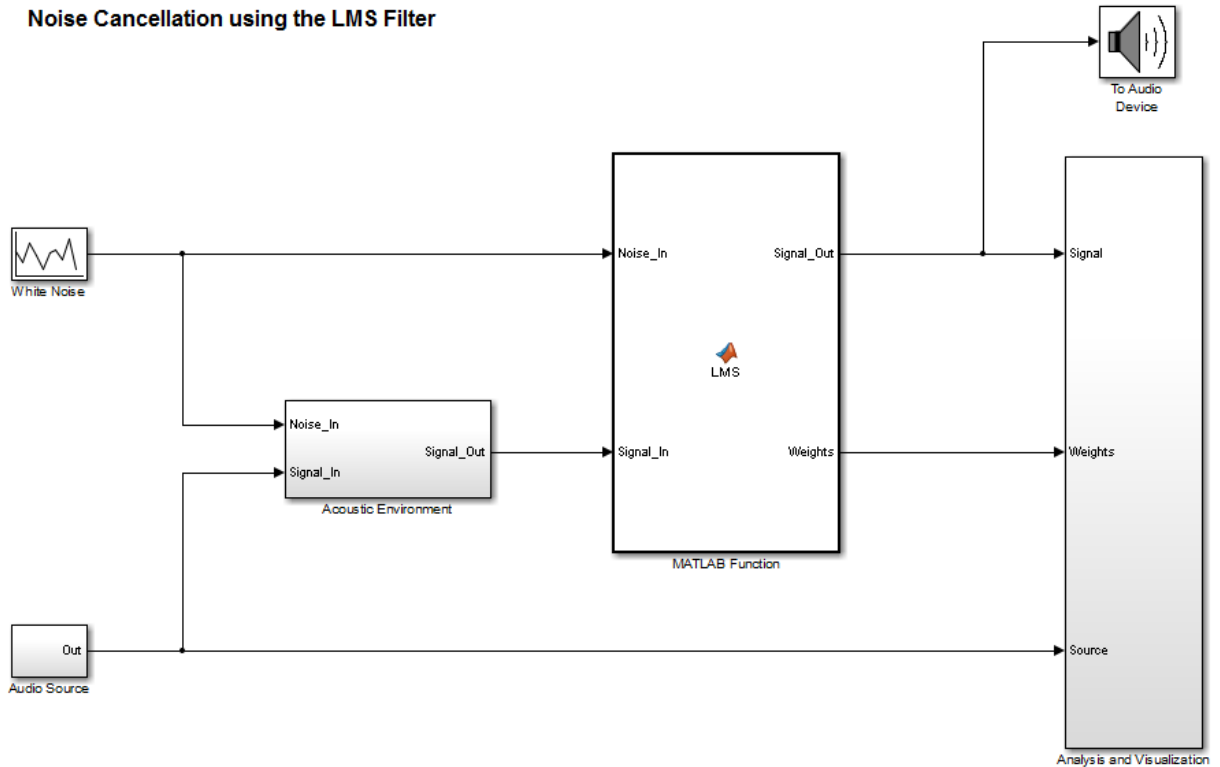 Noise Cancellation using the LMS Filter
To Audio
Device
White Noise
Noise_In
Signal_Out
Signal
LMS
Noise_In
Signal_In
Signal_Out
Acoustic Environment
Signal_In
Weights
Weights
MATLAB Function
Out
Audio Source
Source
Analysis and Visualization